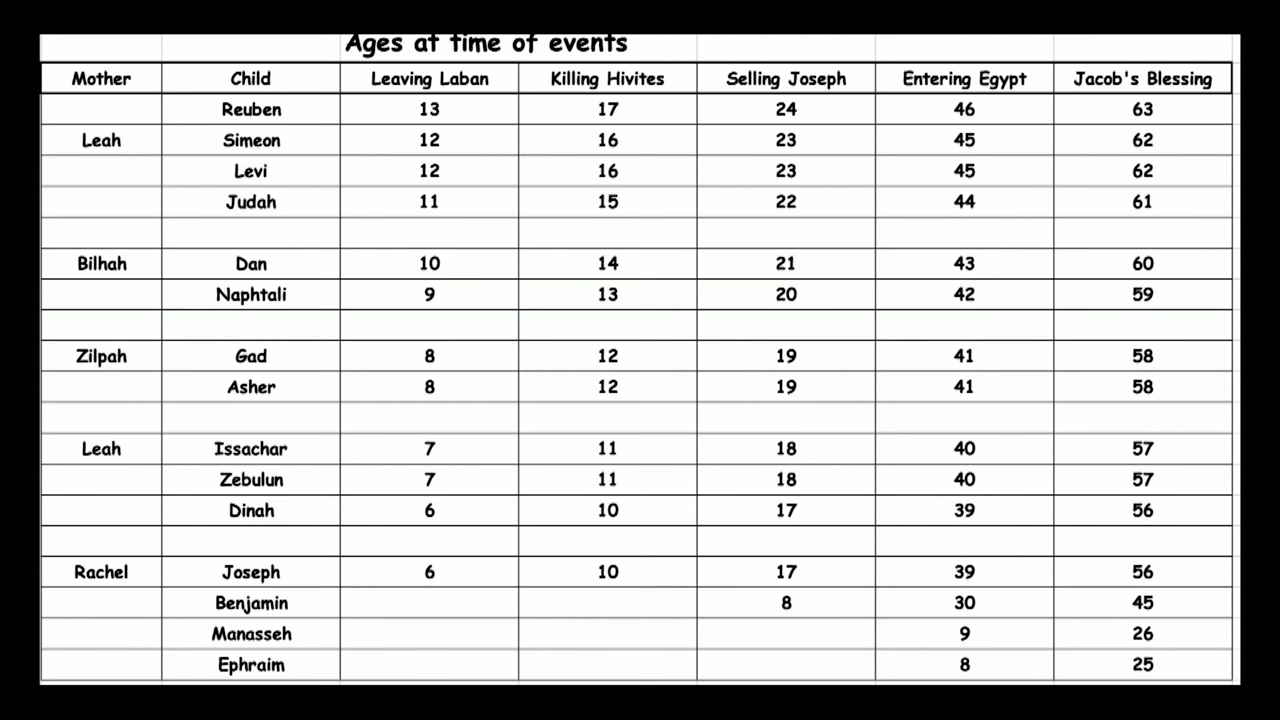 Ages at time of events
Mother Child Leaving Laban Killing Hivites Selling Joseph Entering Egypt Jacob's Blessing
Reuben 13 17 24 46 63
Leah Simeon 12 16 23 45 62
Levi 12 16 23 45 62
Judah 11 15 22 44 61
Bilhah Dan 10 14 21 43 60
Naphtali 9 13 20 42 59
Zilpah Gad 8 12 19 41 58
Asher 8 12 19 41 58
Leah Issachar 7 11 18 40 57
Zebulun 7 11 18 40 57
Dinah 6 10 17 39 56
Rachel Joseph 6 10 17 39 56
Benjamin 8 30 45
Manasseh 9 26
Ephraim 8 25